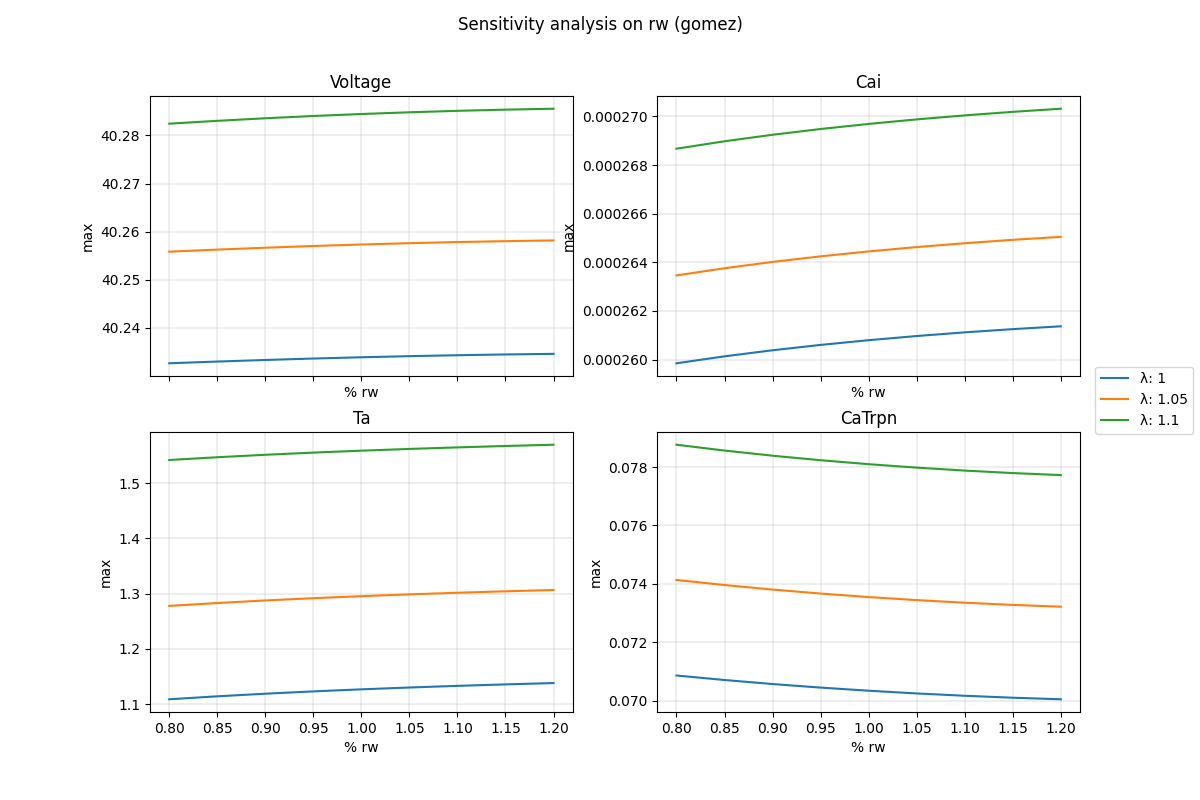 Sensitivity analysis on rw (gomez)
Voltage
40.28
40.27
40.26
40.25
40.24
max
% rw
Cai
0.000270
0.000268
0.000266
0.000264
0.000262
0.000260
max
% rw
λ: 1
λ: 1.05
λ: 1.1
Ta
1.5
1.4
1.3
1.2
1.1
max
0.80 0.85 0.90 0.95 1.00 1.05 1.10 1.15 1.20
% rw
CaTrpn
0.078
0.076
0.074
0.072
0.070
max
0.80 0.85 0.90 0.95 1.00 1.05 1.10 1.15 1.20
% rw